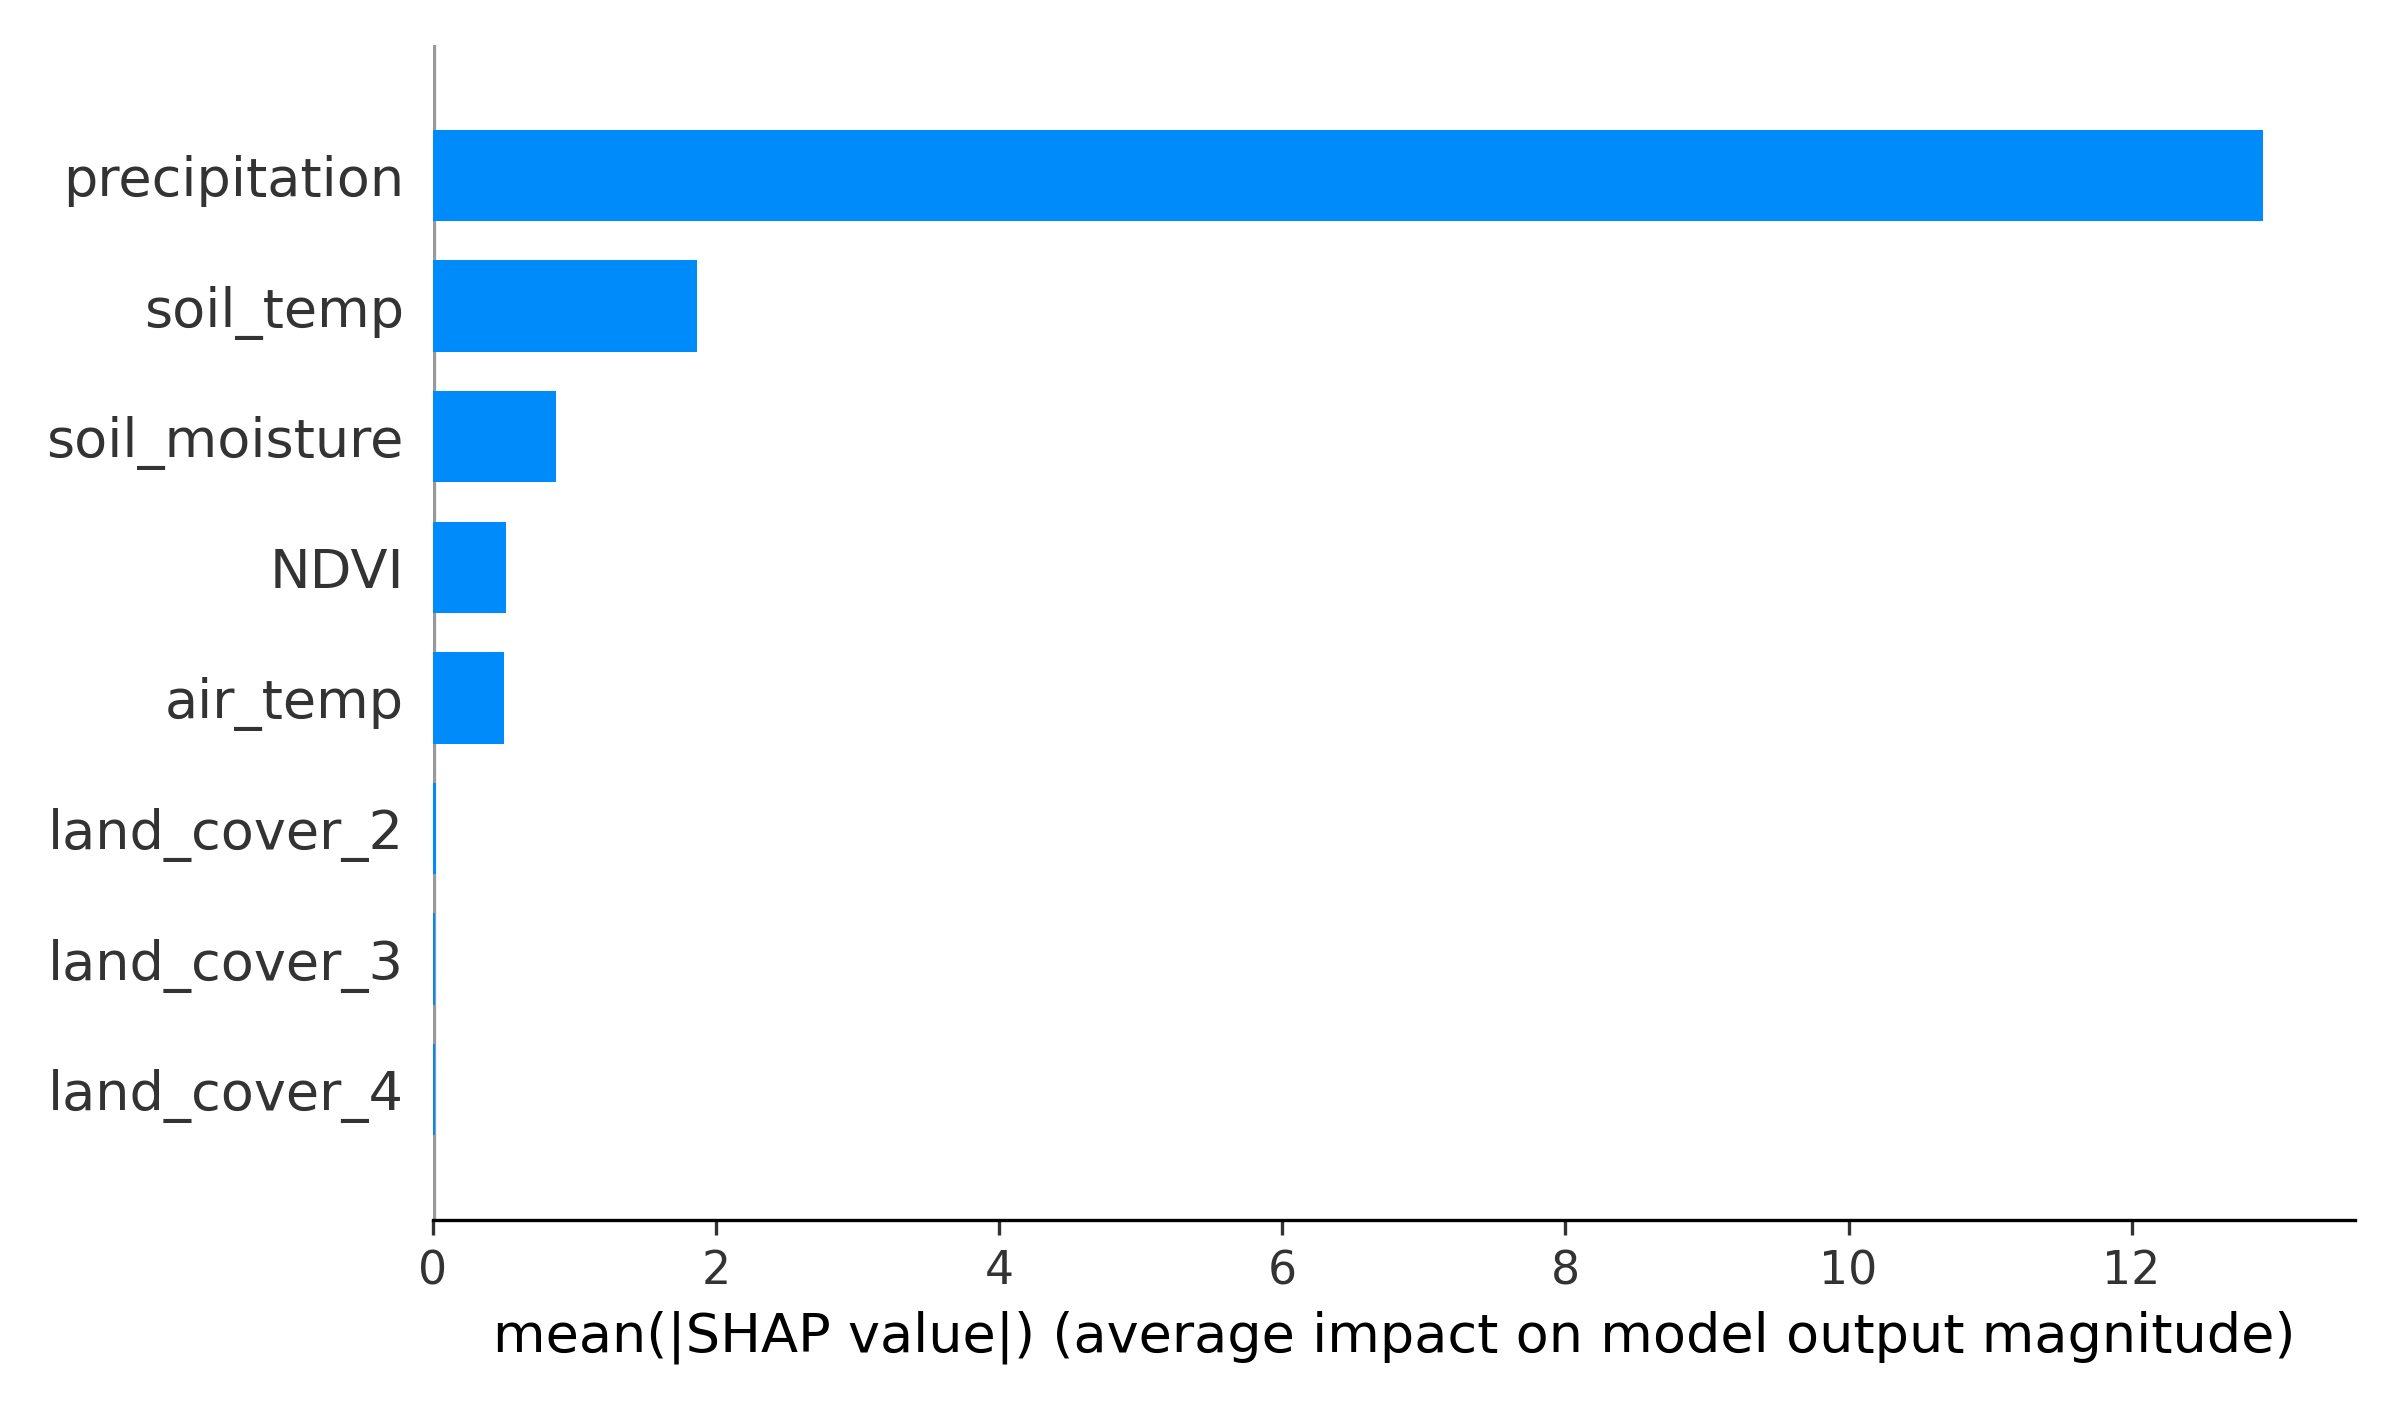 precipitation
soil_temp
soil_moisture
NDVI
air_temp
land_cover_2
land_cover_3
land_cover_4
0 2 4 6 8 10 12
mean(|SHAP value|) (average impact on model output magnitude)